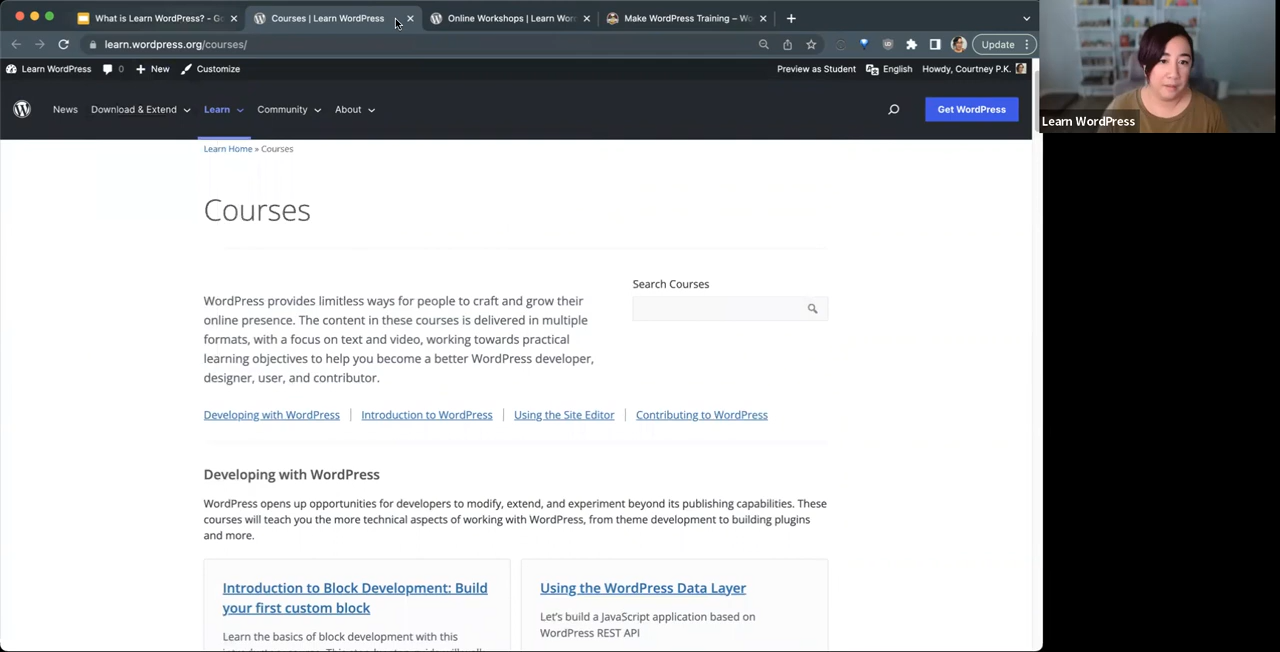 What is Learn WordPress? - Go
Courses | Learn WordPress
Online Workshops | Learn Wor
Make WordPress Training – Wo
learn.wordpress.org/courses/
Update
Learn WordPress
0
New
Customize
Preview as Student
English
Howdy, Courtney P.K.
News
Download & Extend
Learn
Community
About
Get WordPress
Learn WordPress
Learn Home » Courses
Courses
Search Courses
WordPress provides limitless ways for people to craft and grow their
online presence. The content in these courses is delivered in multiple
formats, with a focus on text and video, working towards practical
learning objectives to help you become a better WordPress developer,
designer, user, and contributor.
Developing with WordPress
Introduction to WordPress
Using the Site Editor
Contributing to WordPress
Developing with WordPress
WordPress opens up opportunities for developers to modify, extend, and experiment beyond its publishing capabilities. These
courses will teach you the more technical aspects of working with WordPress, from theme development to building plugins
and more.
Introduction to Block Development: Build
your first custom block
Learn the basics of block development with this
Using the WordPress Data Layer
Let's build a JavaScript application based on
WordPress REST API